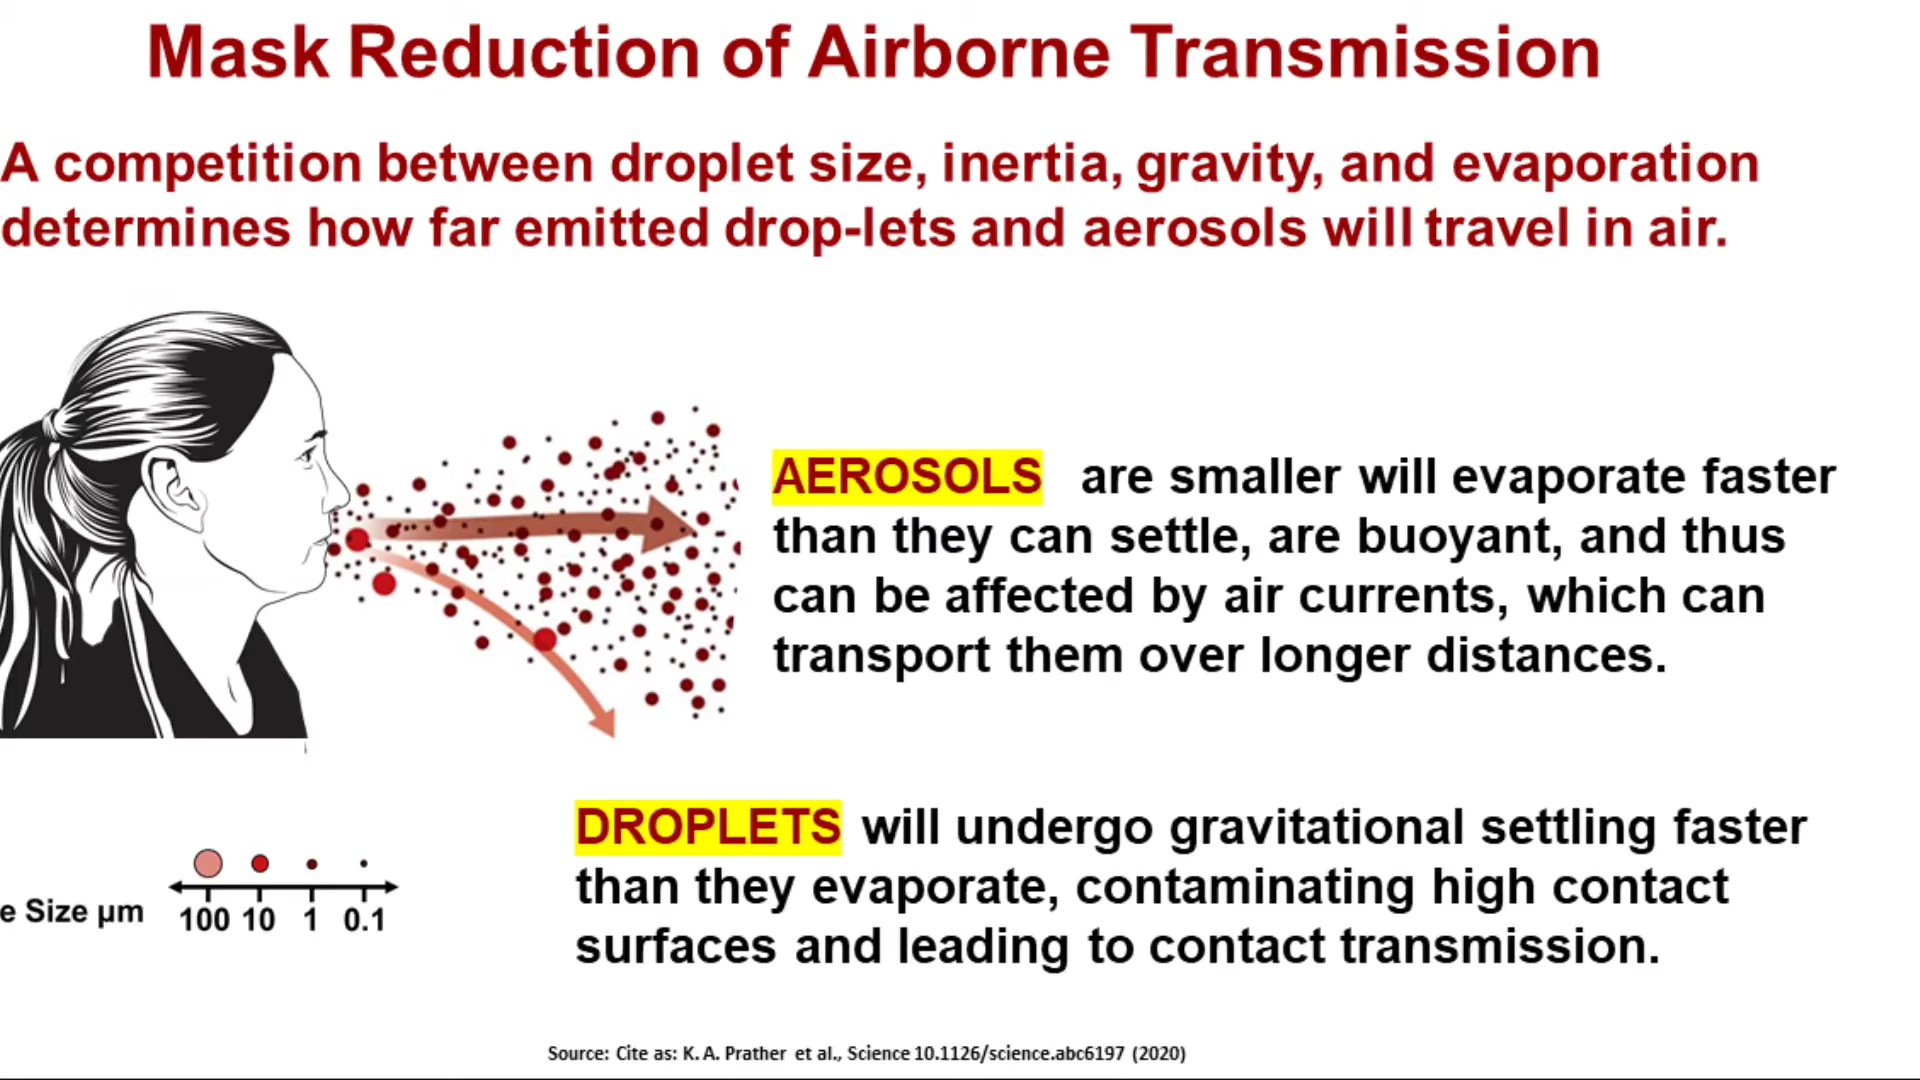 Mask Reduction of Airborne Transmission
A competition between droplet size, inertia, gravity, and evaporation
determines how far emitted drop-lets and aerosols will travel in air.
AEROSOLS are smaller will evaporate faster
than they can settle, are buoyant, and thus
can be affected by air currents, which can
transport them over longer distances.
DROPLETS will undergo gravitational settling faster
than they evaporate, contaminating high contact
surfaces and leading to contact transmission.
e Size µm
100 10 1 0.1
Source: Cite as: K. A. Prather et al., Science 10.1126/science.abc6197 (2020)